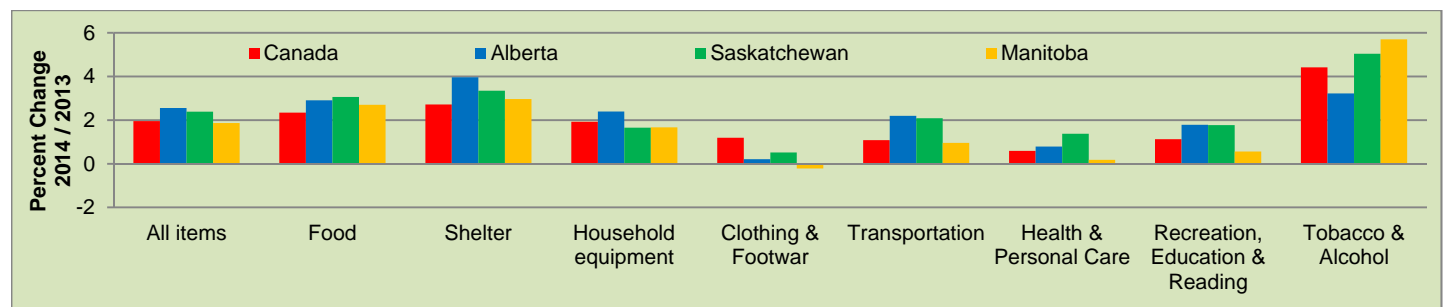 Percent Change
2014 / 2013
6
4
2
0
-2
Canada
Alberta
Saskatchewan
Manitoba
All items
Food
Shelter
Household
equipment
Clothing &
Footwar
Transportation
Health &
Personal Care
Recreation,
Education &
Reading
Tobacco &
Alcohol